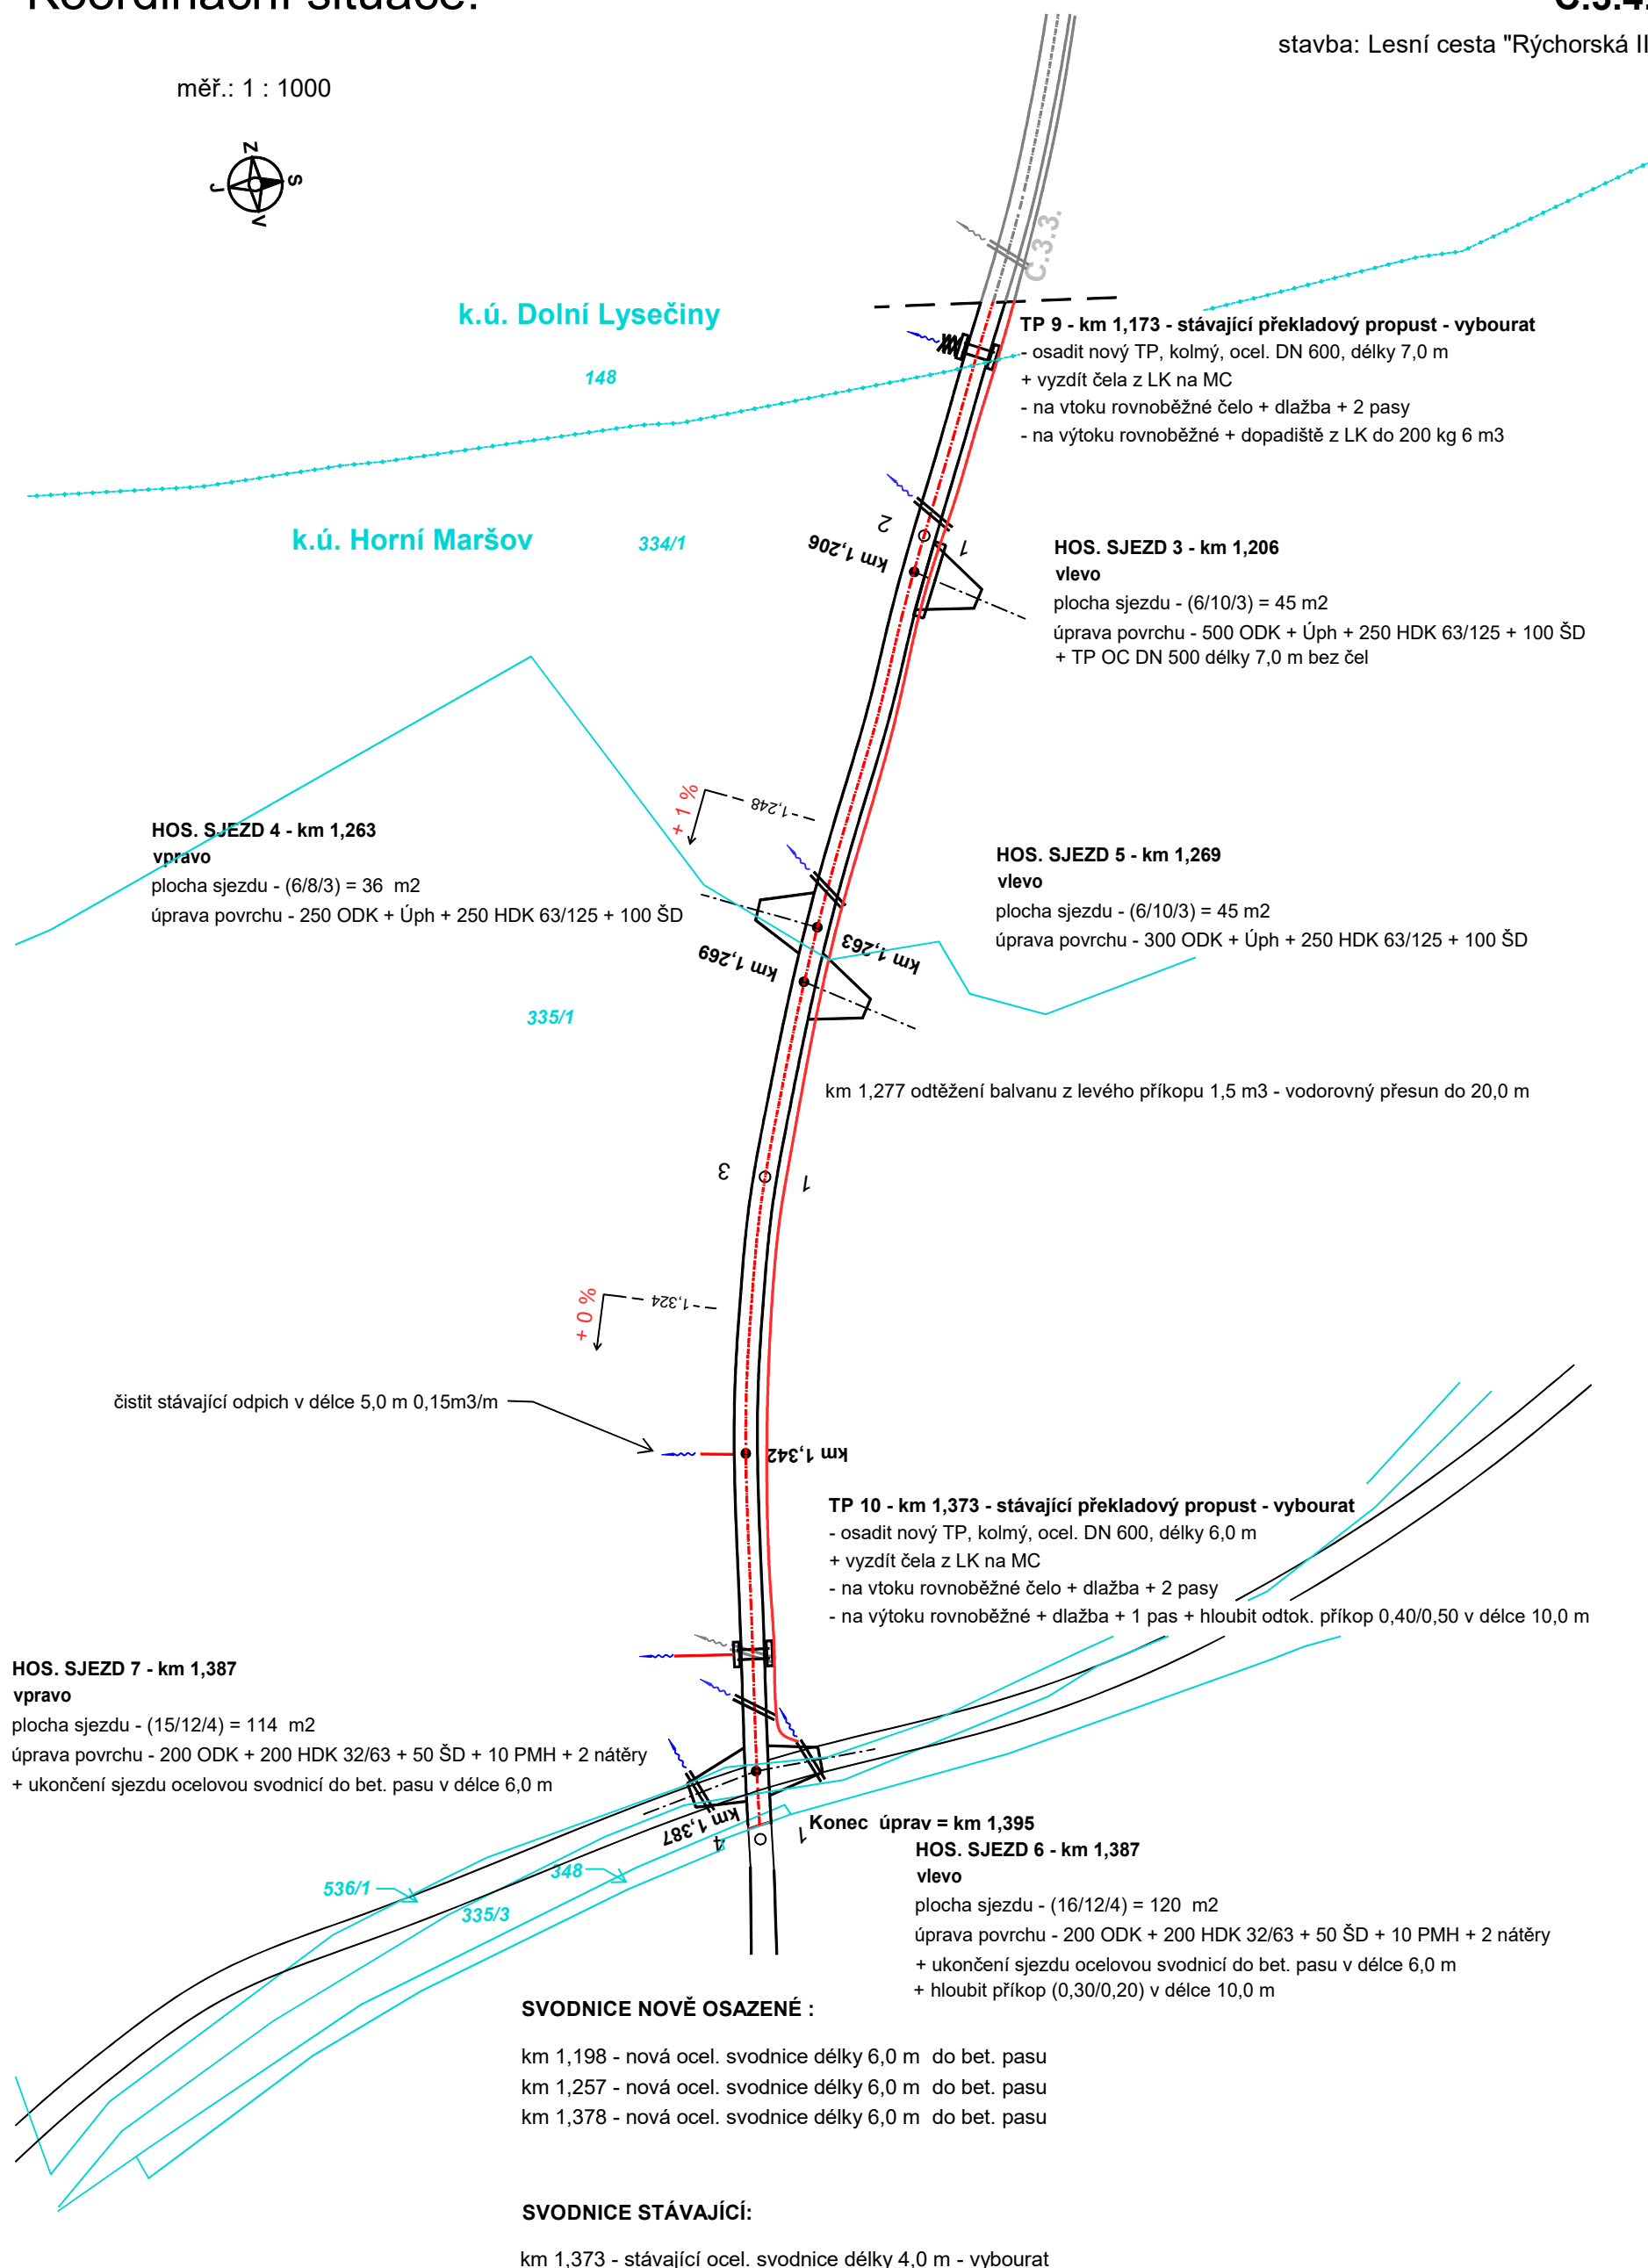 Koordinační situace:
C.3.4.
stavba: Lesní cesta "Rýchorská II
měř.: 1 : 1000
Z
S
J
V
C.3.3.
k.ú. Dolní Lysečiny
148
TP 9 - km 1,173 - stávající překladový propust - vybourat
- osadit nový TP, kolmý, ocel. DN 600, délky 7,0 m
+ vyzdít čela z LK na MC
- na vtoku rovnoběžné čelo + dlažba + 2 pasy
- na výtoku rovnoběžné + dopadiště z LK do 200 kg 6 m3
k.ú. Horní Maršov
334/1
2
1
km 1,206
HOS. SJEZD 3 - km 1,206
vlevo
plocha sjezdu - (6/10/3) = 45 m2
úprava povrchu - 500 ODK + Úph + 250 HDK 63/125 + 100 ŠD
+ TP OC DN 500 délky 7,0 m bez čel
+ 1 %
1,248
HOS. SJEZD 4 - km 1,263
vpravo
plocha sjezdu - (6/8/3) = 36 m2
úprava povrchu - 250 ODK + Úph + 250 HDK 63/125 + 100 ŠD
HOS. SJEZD 5 - km 1,269
vlevo
plocha sjezdu - (6/10/3) = 45 m2
úprava povrchu - 300 ODK + Úph + 250 HDK 63/125 + 100 ŠD
km 1,263
km 1,269
335/1
km 1,277 odtěžení balvanu z levého příkopu 1,5 m3 - vodorovný přesun do 20,0 m
3
1
+ 0 %
1,324
čistit stávající odpich v délce 5,0 m 0,15m3/m
km 1,342
TP 10 - km 1,373 - stávající překladový propust - vybourat
- osadit nový TP, kolmý, ocel. DN 600, délky 6,0 m
+ vyzdít čela z LK na MC
- na vtoku rovnoběžné čelo + dlažba + 2 pasy
- na výtoku rovnoběžné + dlažba + 1 pas + hloubit odtok. příkop 0,40/0,50 v délce 10,0 m
HOS. SJEZD 7 - km 1,387
vpravo
plocha sjezdu - (15/12/4) = 114 m2
úprava povrchu - 200 ODK + 200 HDK 32/63 + 50 ŠD + 10 PMH + 2 nátěry
+ ukončení sjezdu ocelovou svodnicí do bet. pasu v délce 6,0 m
km 1,387
4
1
Konec úprav = km 1,395
HOS. SJEZD 6 - km 1,387
vlevo
plocha sjezdu - (16/12/4) = 120 m2
úprava povrchu - 200 ODK + 200 HDK 32/63 + 50 ŠD + 10 PMH + 2 nátěry
+ ukončení sjezdu ocelovou svodnicí do bet. pasu v délce 6,0 m
+ hloubit příkop (0,30/0,20) v délce 10,0 m
536/1
348
335/3
SVODNICE NOVĚ OSAZENÉ :
km 1,198 - nová ocel. svodnice délky 6,0 m do bet. pasu
km 1,257 - nová ocel. svodnice délky 6,0 m do bet. pasu
km 1,378 - nová ocel. svodnice délky 6,0 m do bet. pasu
SVODNICE STÁVAJÍCÍ:
km 1,373 - stávající ocel. svodnice délky 4,0 m - vybourat